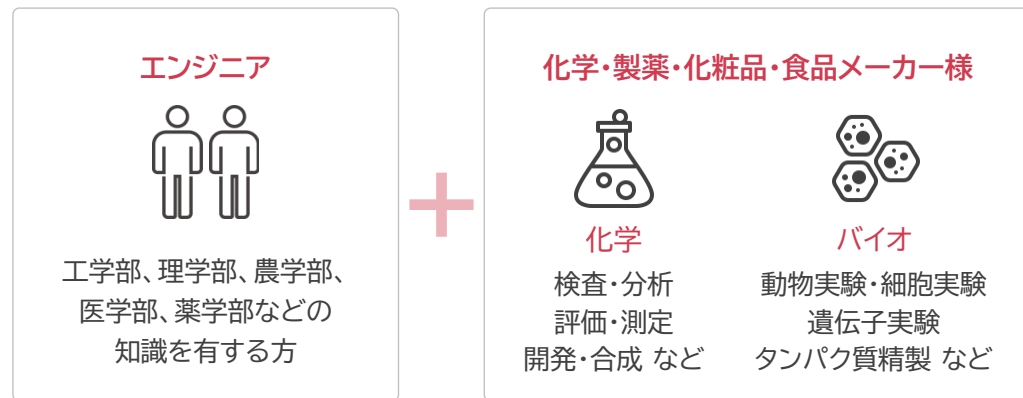 エンジニア
工学部、理学部、農学部、
医学部、薬学部などの
知識を有する方
+
化学・製薬・化粧品・食品メーカー様
化学
検査・分析
評価・測定
開発・合成 など
バイオ
動物実験・細胞実験
遺伝子実験
タンパク質精製 など